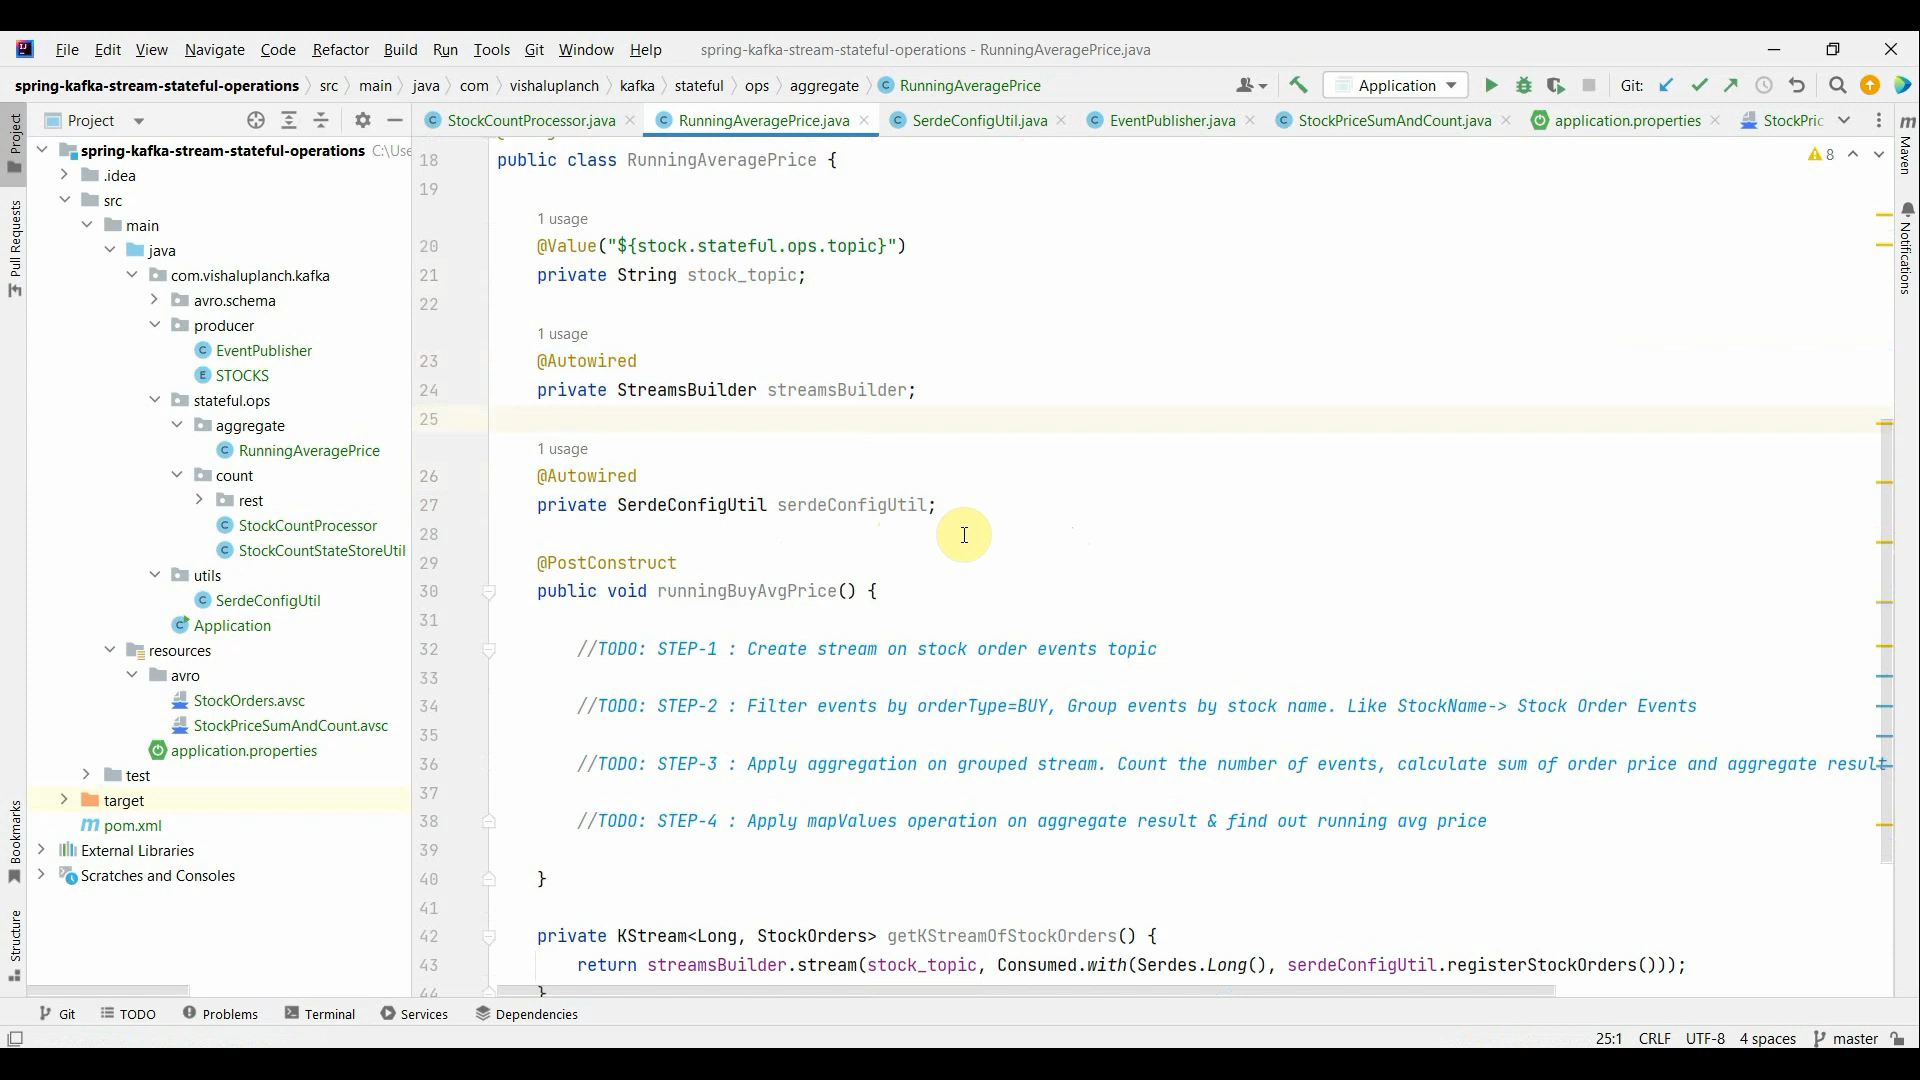 File Edit View Navigate Code Refactor Build Run Tools Git Window Help spring-kafka-stream-stateful-operations - RunningAveragePrice.java
spring-kafka-stream-stateful-operations src main java com vishaluplanch kafka stateful ops aggregate RunningAveragePrice Application Git:
Project
StockCountProcessor.java RunningAveragePrice.java SerdeConfigUtil.java EventPublisher.java StockPriceSumAndCount.java application.properties StockPric
spring-kafka-stream-stateful-operations C:\Use
.idea
src
main
java
com.vishaluplanch.kafka
avro.schema
producer
EventPublisher
STOCKS
stateful.ops
aggregate
RunningAveragePrice
count
rest
StockCountProcessor
StockCountStateStoreUtil
utils
SerdeConfigUtil
Application
resources
avro
StockOrders.avsc
StockPriceSumAndCount.avsc
application.properties
test
target
pom.xml
External Libraries
Scratches and Consoles
Project
Pull Requests
Bookmarks
Structure
8
18 public class RunningAveragePrice {
19
1 usage
20 @Value("${stock.stateful.ops.topic}")
21 private String stock_topic;
22
1 usage
23 @Autowired
24 private StreamsBuilder streamsBuilder;
25
1 usage
26 @Autowired
27 private SerdeConfigUtil serdeConfigUtil;
28
29 @PostConstruct
30 public void runningBuyAvgPrice() {
31
32 //TODO: STEP-1 : Create stream on stock order events topic
33
34 //TODO: STEP-2 : Filter events by orderType=BUY, Group events by stock name. Like StockName-> Stock Order Events
35
36 //TODO: STEP-3 : Apply aggregation on grouped stream. Count the number of events, calculate sum of order price and aggregate result
37
38 //TODO: STEP-4 : Apply mapValues operation on aggregate result & find out running avg price
39
40 }
41
42 private KStream<Long, StockOrders> getKStreamOfStockOrders() {
43 return streamsBuilder.stream(stock_topic, Consumed.with(Serdes.Long(), serdeConfigUtil.registerStockOrders()));
44 }
Maven
Notifications
Git TODO Problems Terminal Services Dependencies
25:1 CRLF UTF-8 4 spaces master